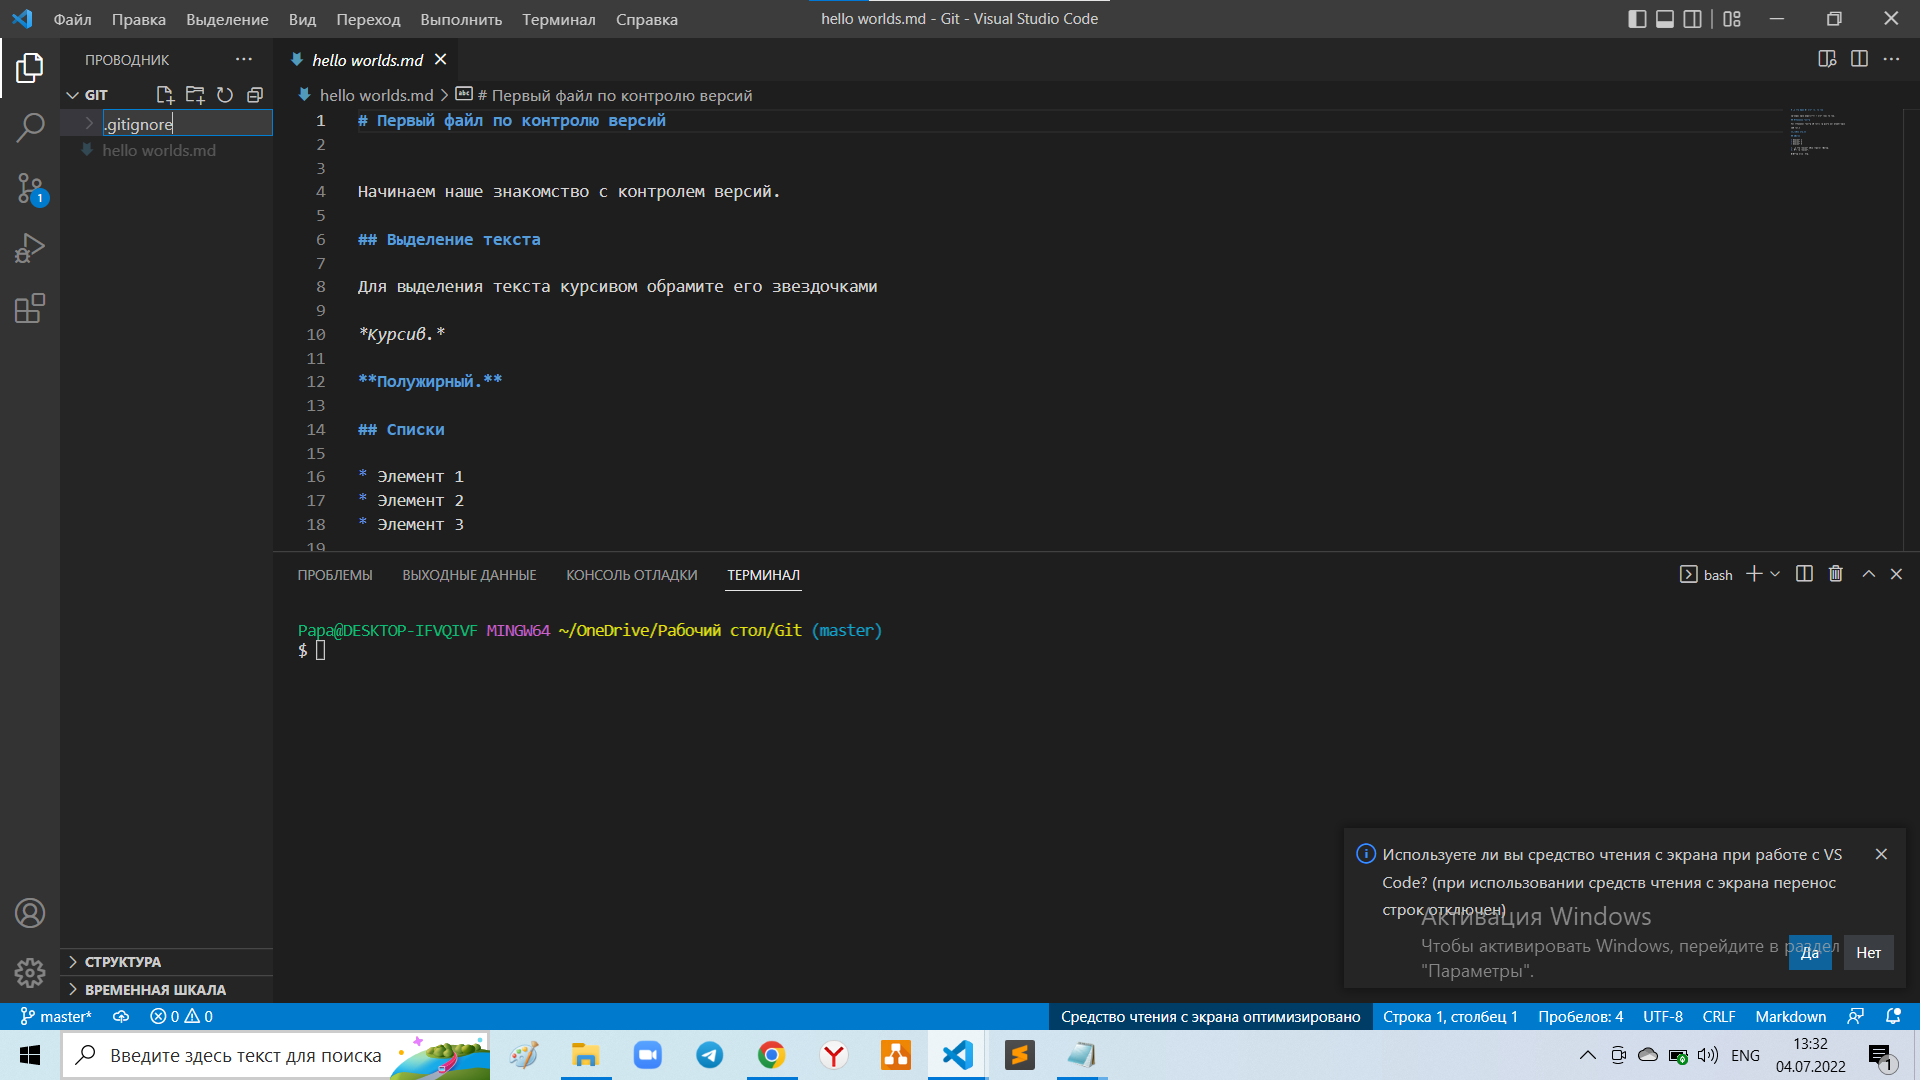 Файл Правка Выделение Вид Переход Выполнить Терминал Справка
hello worlds.md - Git - Visual Studio Code
ПРОВОДНИК
GIT
.gitignore
hello worlds.md
1
СТРУКТУРА
ВРЕМЕННАЯ ШКАЛА
hello worlds.md
hello worlds.md > # Первый файл по контролю версий
1 # Первый файл по контролю версий
2
3
4 Начинаем наше знакомство с контролем версий.
5
6 ## Выделение текста
7
8 Для выделения текста курсивом обрамите его звездочками
9
10 *Курсив.*
11
12 **Полужирный.**
13
14 ## Списки
15
16 * Элемент 1
17 * Элемент 2
18 * Элемент 3
19
ПРОБЛЕМЫ ВЫХОДНЫЕ ДАННЫЕ КОНСОЛЬ ОТЛАДКИ ТЕРМИНАЛ
bash
Papa@DESKTOP-IFVQIVF MINGW64 ~/OneDrive/Рабочий стол/Git (master)
$
Используете ли вы средство чтения с экрана при работе с VS
Code? (при использовании средств чтения с экрана перенос
строк отключен)
Да Нет
Активация Windows
Чтобы активировать Windows, перейдите в раздел
"Параметры".
master* 0 0
Средство чтения с экрана оптимизировано Строка 1, столбец 1 Пробелов: 4 UTF-8 CRLF Markdown
Введите здесь текст для поиска
ENG
13:32
04.07.2022
1